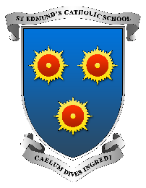 ST EDMUND'S CATHOLIC SCHOOL
CAELUM DIVES INGREDI